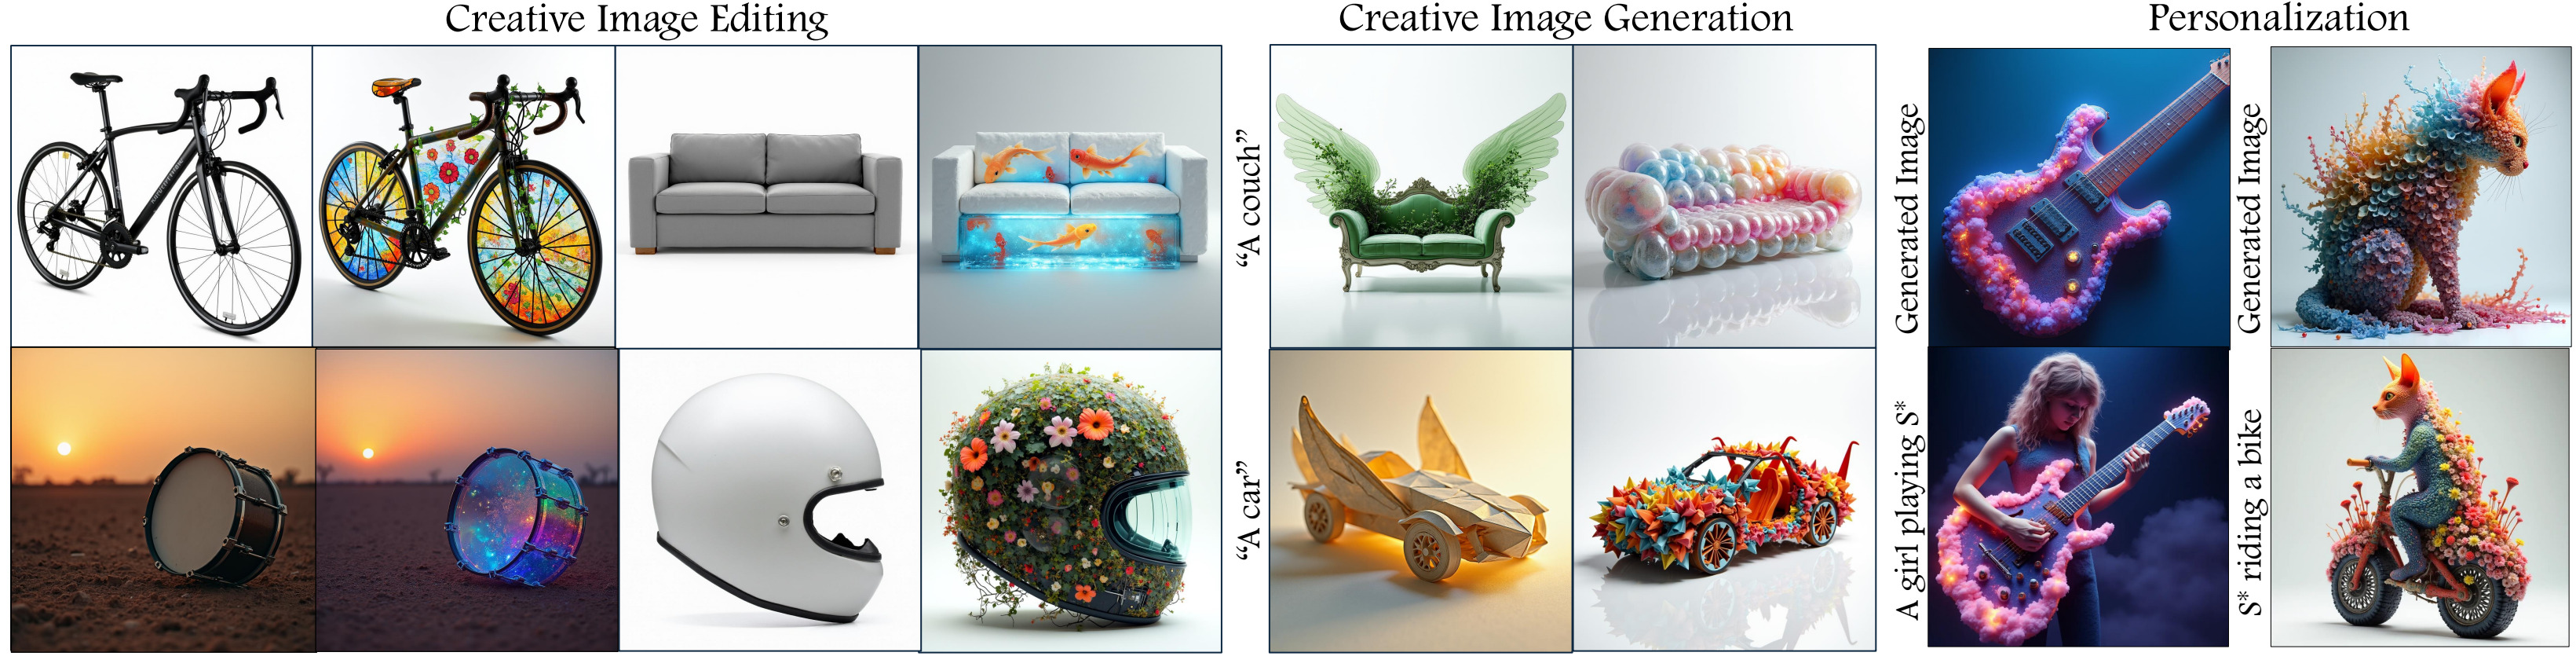 Creative Image Editing
Creative Image Generation
Personalization
“A couch”
“A car”
Generated Image
A girl playing S*
Generated Image
S* riding a bike